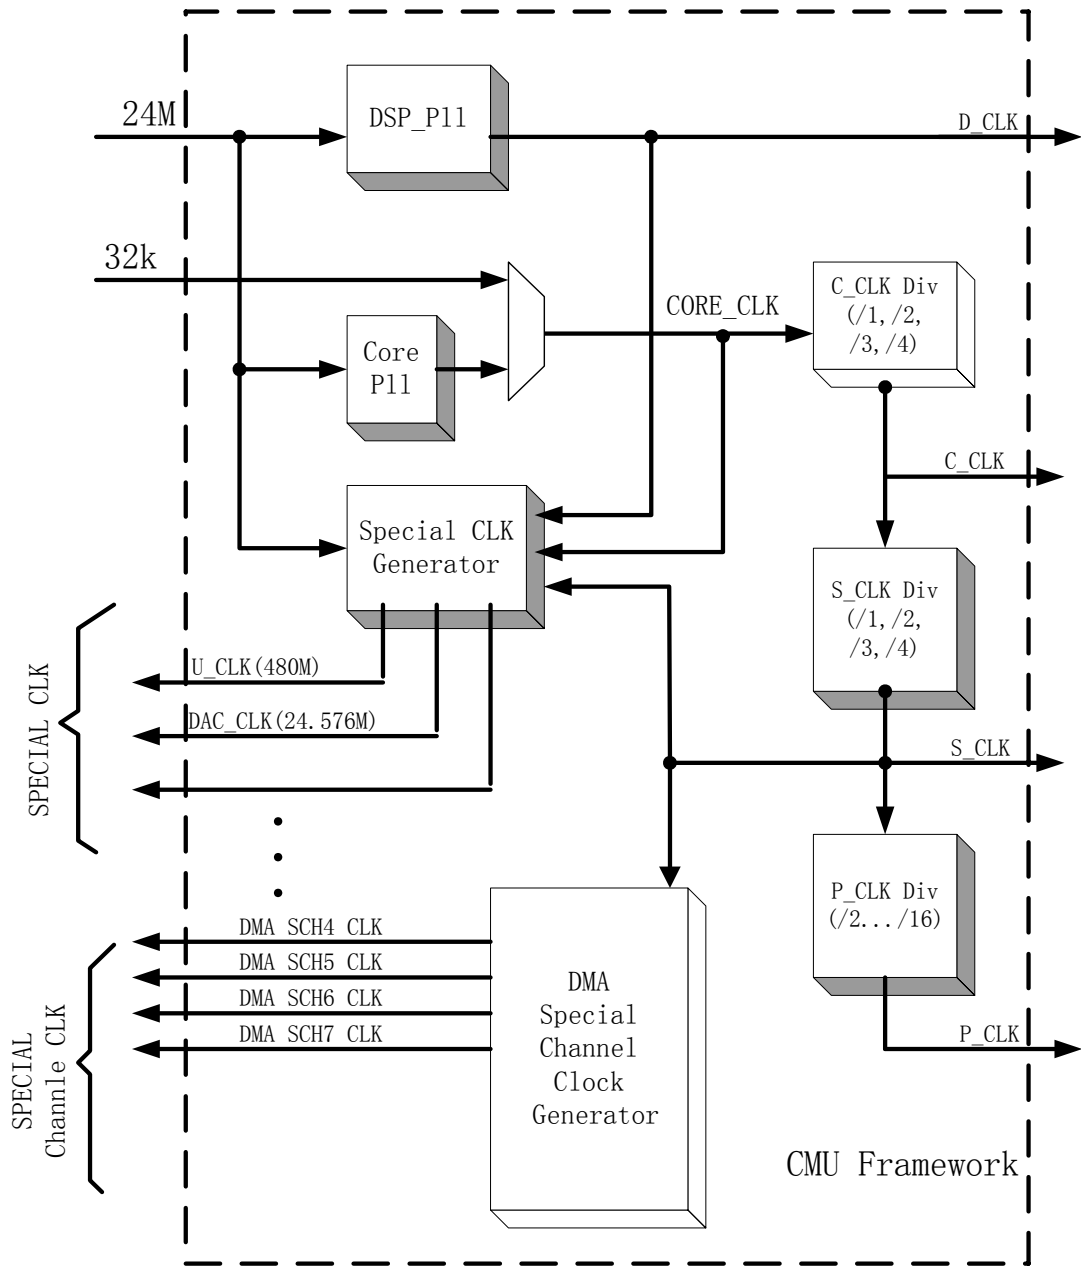 24M
DSP_Pll
D_CLK
32k
CORE_CLK
C_CLK Div
(/1,/2,
/3,/4)
Core
Pll
C_CLK
Special CLK
Generator
S_CLK Div
(/1,/2,
/3,/4)
SPECIAL CLK
U_CLK(480M)
DAC_CLK(24.576M)
S_CLK
P_CLK Div
(/2.../16)
DMA SCH4 CLK
DMA SCH5 CLK
DMA SCH6 CLK
DMA SCH7 CLK
SPECIAL
Channle CLK
DMA
Special
Channel
Clock
Generator
P_CLK
CMU Framework